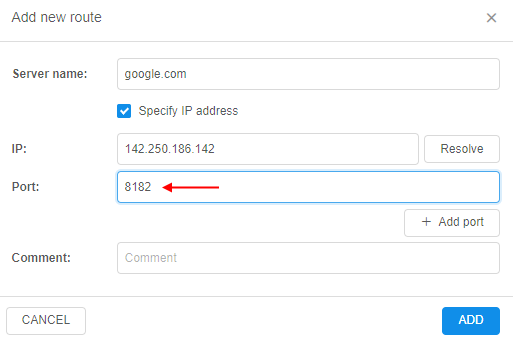 Add new route ×
Server name: google.com
Specify IP address
IP: 142.250.186.142 Resolve
Port: 8182
+ Add port
Comment: Comment
CANCEL ADD